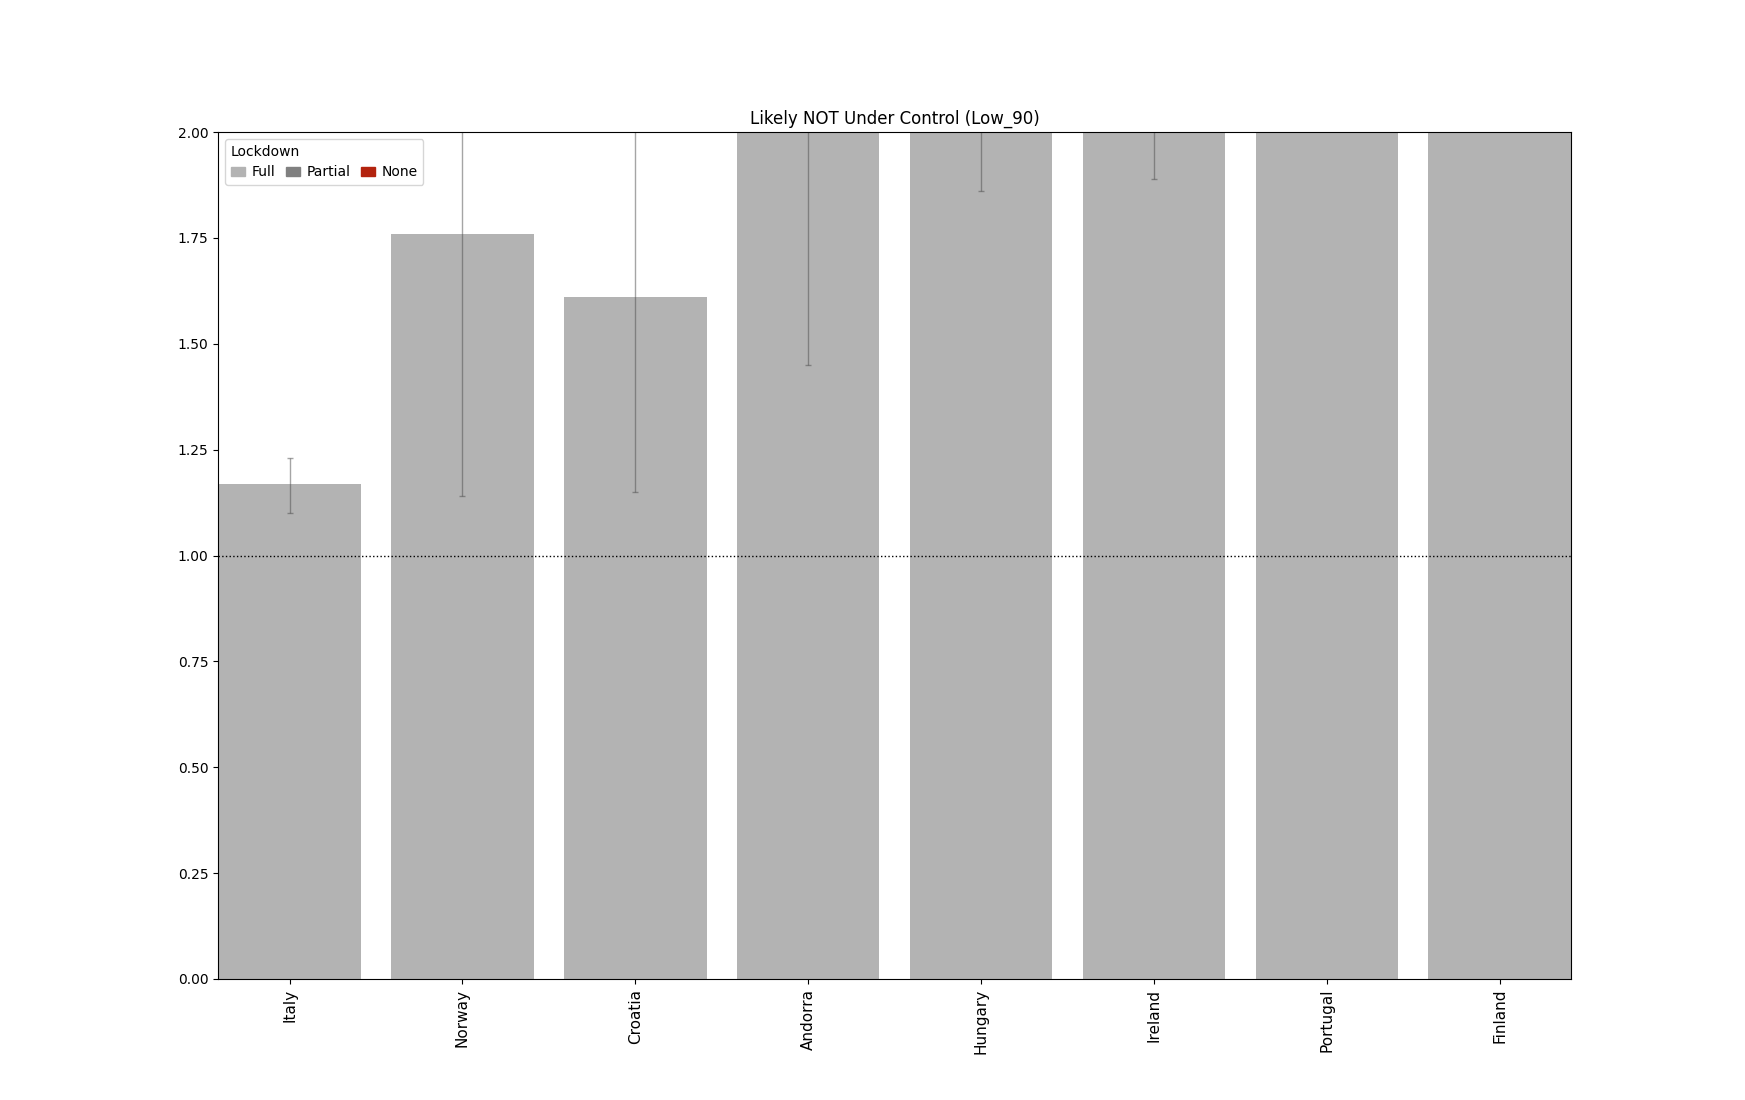 Likely NOT Under Control (Low_90)
Lockdown
Full Partial None
2.00
1.75
1.50
1.25
1.00
0.75
0.50
0.25
0.00
Italy
Norway
Croatia
Andorra
Hungary
Ireland
Portugal
Finland